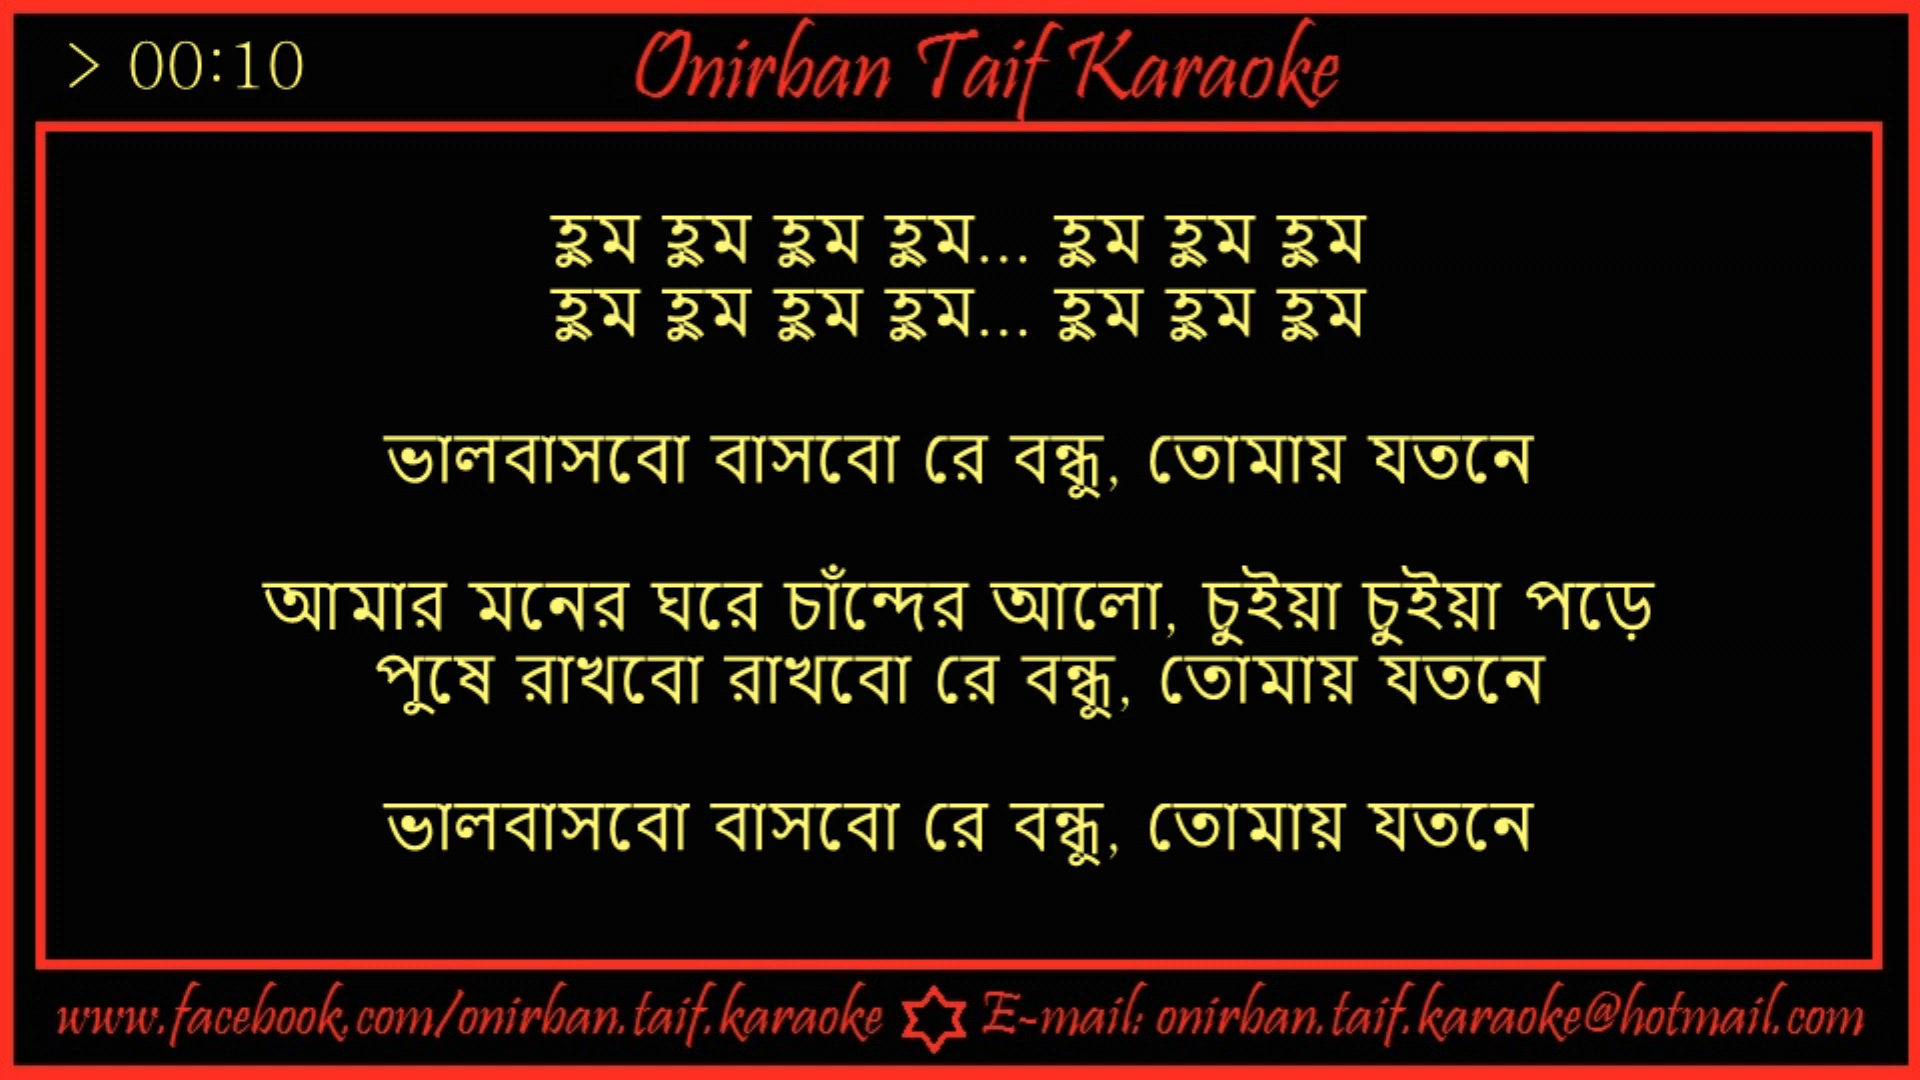 > 00:10
Onirban Taif Karaoke
হুম হুম হুম হুম... হুম হুম হুম
হুম হুম হুম হুম... হুম হুম হুম
ভালবাসবো বাসবো রে বন্ধু, তোমায় যতনে
আমার মনের ঘরে চাঁন্দের আলো, চুইয়া চুইয়া পড়ে
পুষে রাখবো রাখবো রে বন্ধু, তোমায় যতনে
ভালবাসবো বাসবো রে বন্ধু, তোমায় যতনে
www.facebook.com/onirban.taif.karaoke ✡ E-mail: onirban.taif.karaoke@hotmail.com